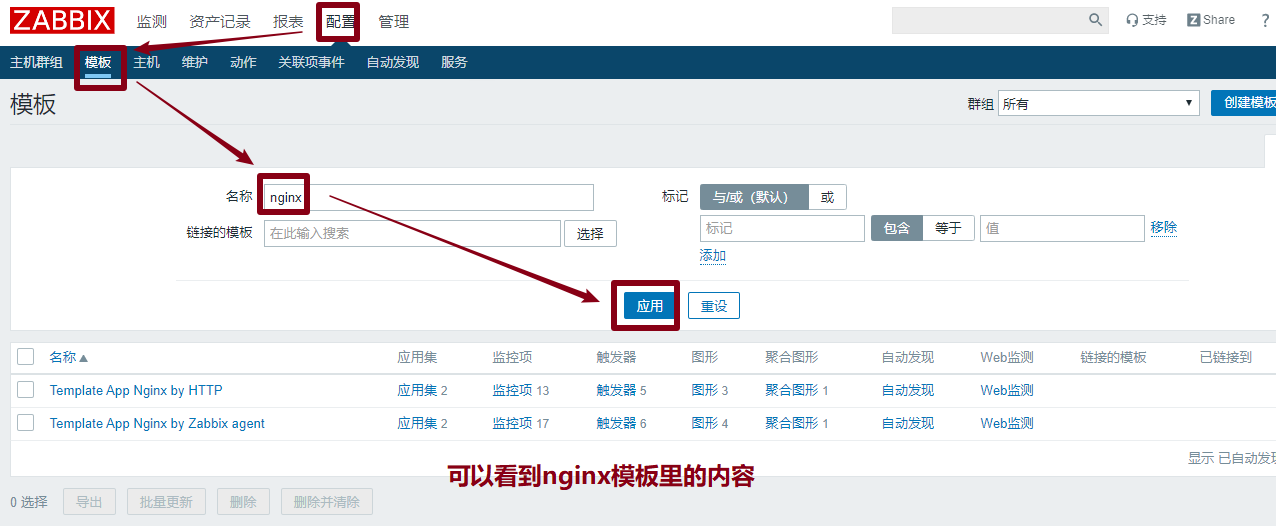 ZABBIX 监测 资产记录 报表 配置 管理 支持 Z Share ?
主机群组 模板 主机 维护 动作 关联项事件 自动发现 服务
模板 群组 所有 创建模板
名称 nginx 标记 与/或（默认） 或
链接的模板 在此输入搜索 选择 标记 包含 等于 值 移除
添加
应用 重设
名称 应用集 监控项 触发器 图形 聚合图形 自动发现 Web监测 链接的模板 已链接到
Template App Nginx by HTTP 应用集 2 监控项 13 触发器 5 图形 3 聚合图形 1 自动发现 Web监测
Template App Nginx by Zabbix agent 应用集 2 监控项 17 触发器 6 图形 4 聚合图形 1 自动发现 Web监测
显示 已自动发现
可以看到nginx模板里的内容
0 选择 导出 批量更新 删除 删除并清除